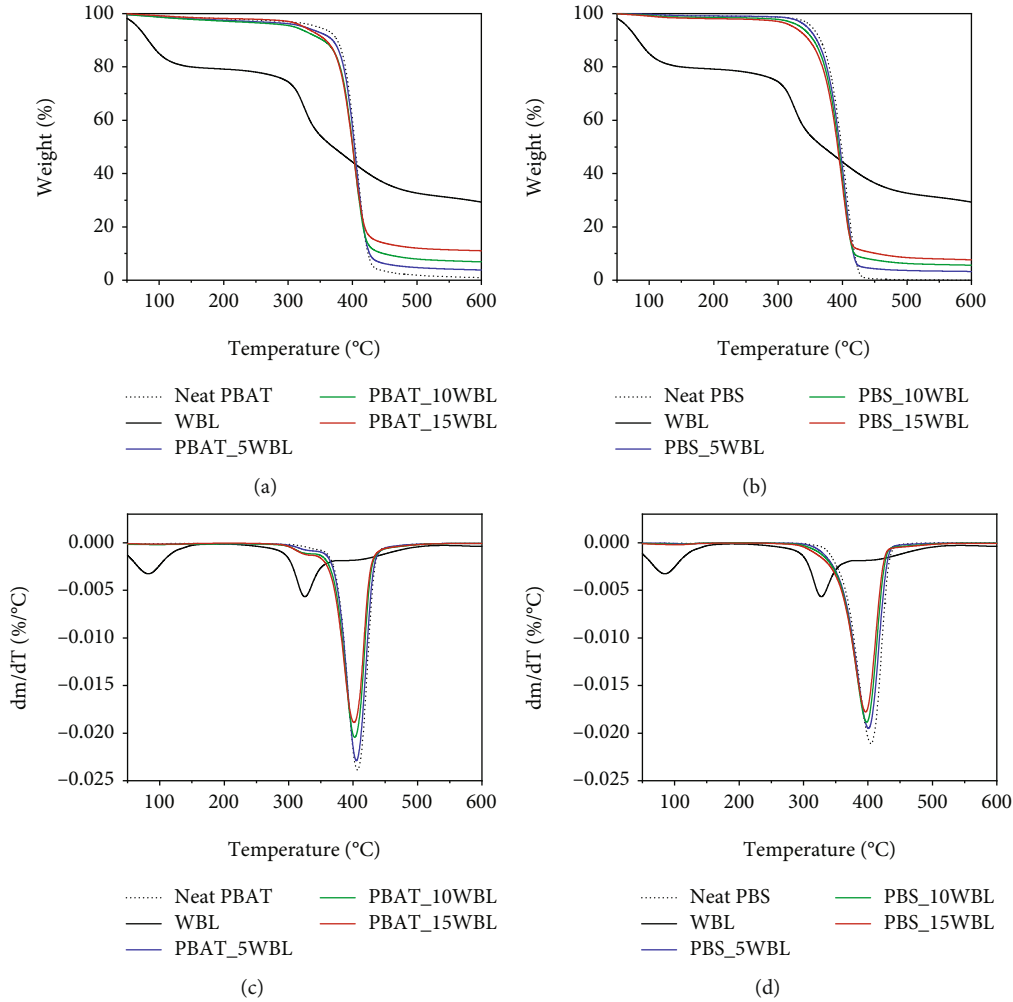 100
80
60
40
20
0
Weight (%)
100 200 300 400 500 600
Temperature (°C)
Neat PBAT
WBL
PBAT_5WBL
PBAT_10WBL
PBAT_15WBL
(a)
100
80
60
40
20
0
Weight (%)
100 200 300 400 500 600
Temperature (°C)
Neat PBS
WBL
PBS_5WBL
PBS_10WBL
PBS_15WBL
(b)
0.000
−0.005
−0.010
−0.015
−0.020
−0.025
dm/dT (%/°C)
100 200 300 400 500 600
Temperature (°C)
Neat PBAT
WBL
PBAT_5WBL
PBAT_10WBL
PBAT_15WBL
(c)
0.000
−0.005
−0.010
−0.015
−0.020
−0.025
dm/dT (%/°C)
100 200 300 400 500 600
Temperature (°C)
Neat PBS
WBL
PBS_5WBL
PBS_10WBL
PBS_15WBL
(d)